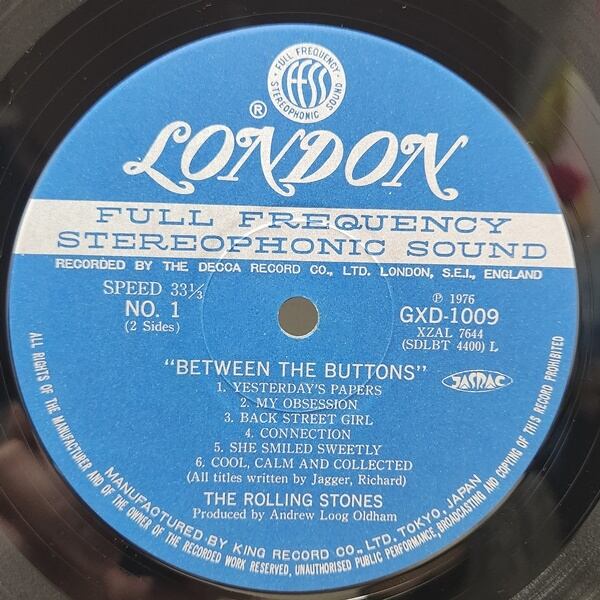 FULL FREQUENCY
ffss
STEREOPHONIC SOUND
®
LONDON
FULL FREQUENCY
STEREOPHONIC SOUND
RECORDED BY THE DECCA RECORD CO., LTD. LONDON, S.E.I., ENGLAND
SPEED 33⅓
NO. 1
(2 Sides)
℗ 1976
GXD-1009
XZAL 7644
(SDLBT 4400) L
"BETWEEN THE BUTTONS"
JASRAC
1. YESTERDAY'S PAPERS
2. MY OBSESSION
3. BACK STREET GIRL
4. CONNECTION
5. SHE SMILED SWEETLY
6. COOL, CALM AND COLLECTED
(All titles written by Jagger, Richard)
THE ROLLING STONES
Produced by Andrew Loog Oldham
MANUFACTURED BY KING RECORD CO., LTD. TOKYO, JAPAN
ALL RIGHTS OF THE MANUFACTURER AND OF THE OWNER OF THE RECORDED WORK RESERVED, UNAUTHORISED PUBLIC PERFORMANCE, BROADCASTING AND COPYING OF THIS RECORD PROHIBITED